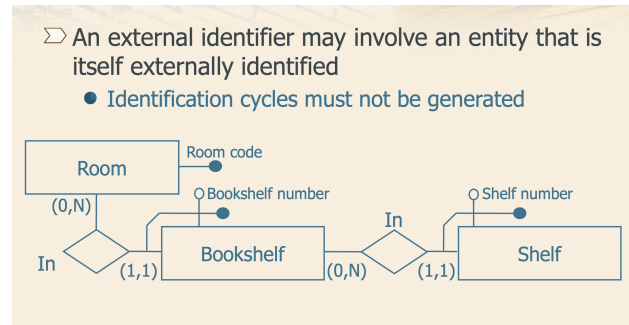 An external identifier may involve an entity that is
itself externally identified
Identification cycles must not be generated
Room code
Room
(0,N)
Bookshelf number
Shelf number
In
In
(1,1)
Bookshelf
(0,N)
(1,1)
Shelf